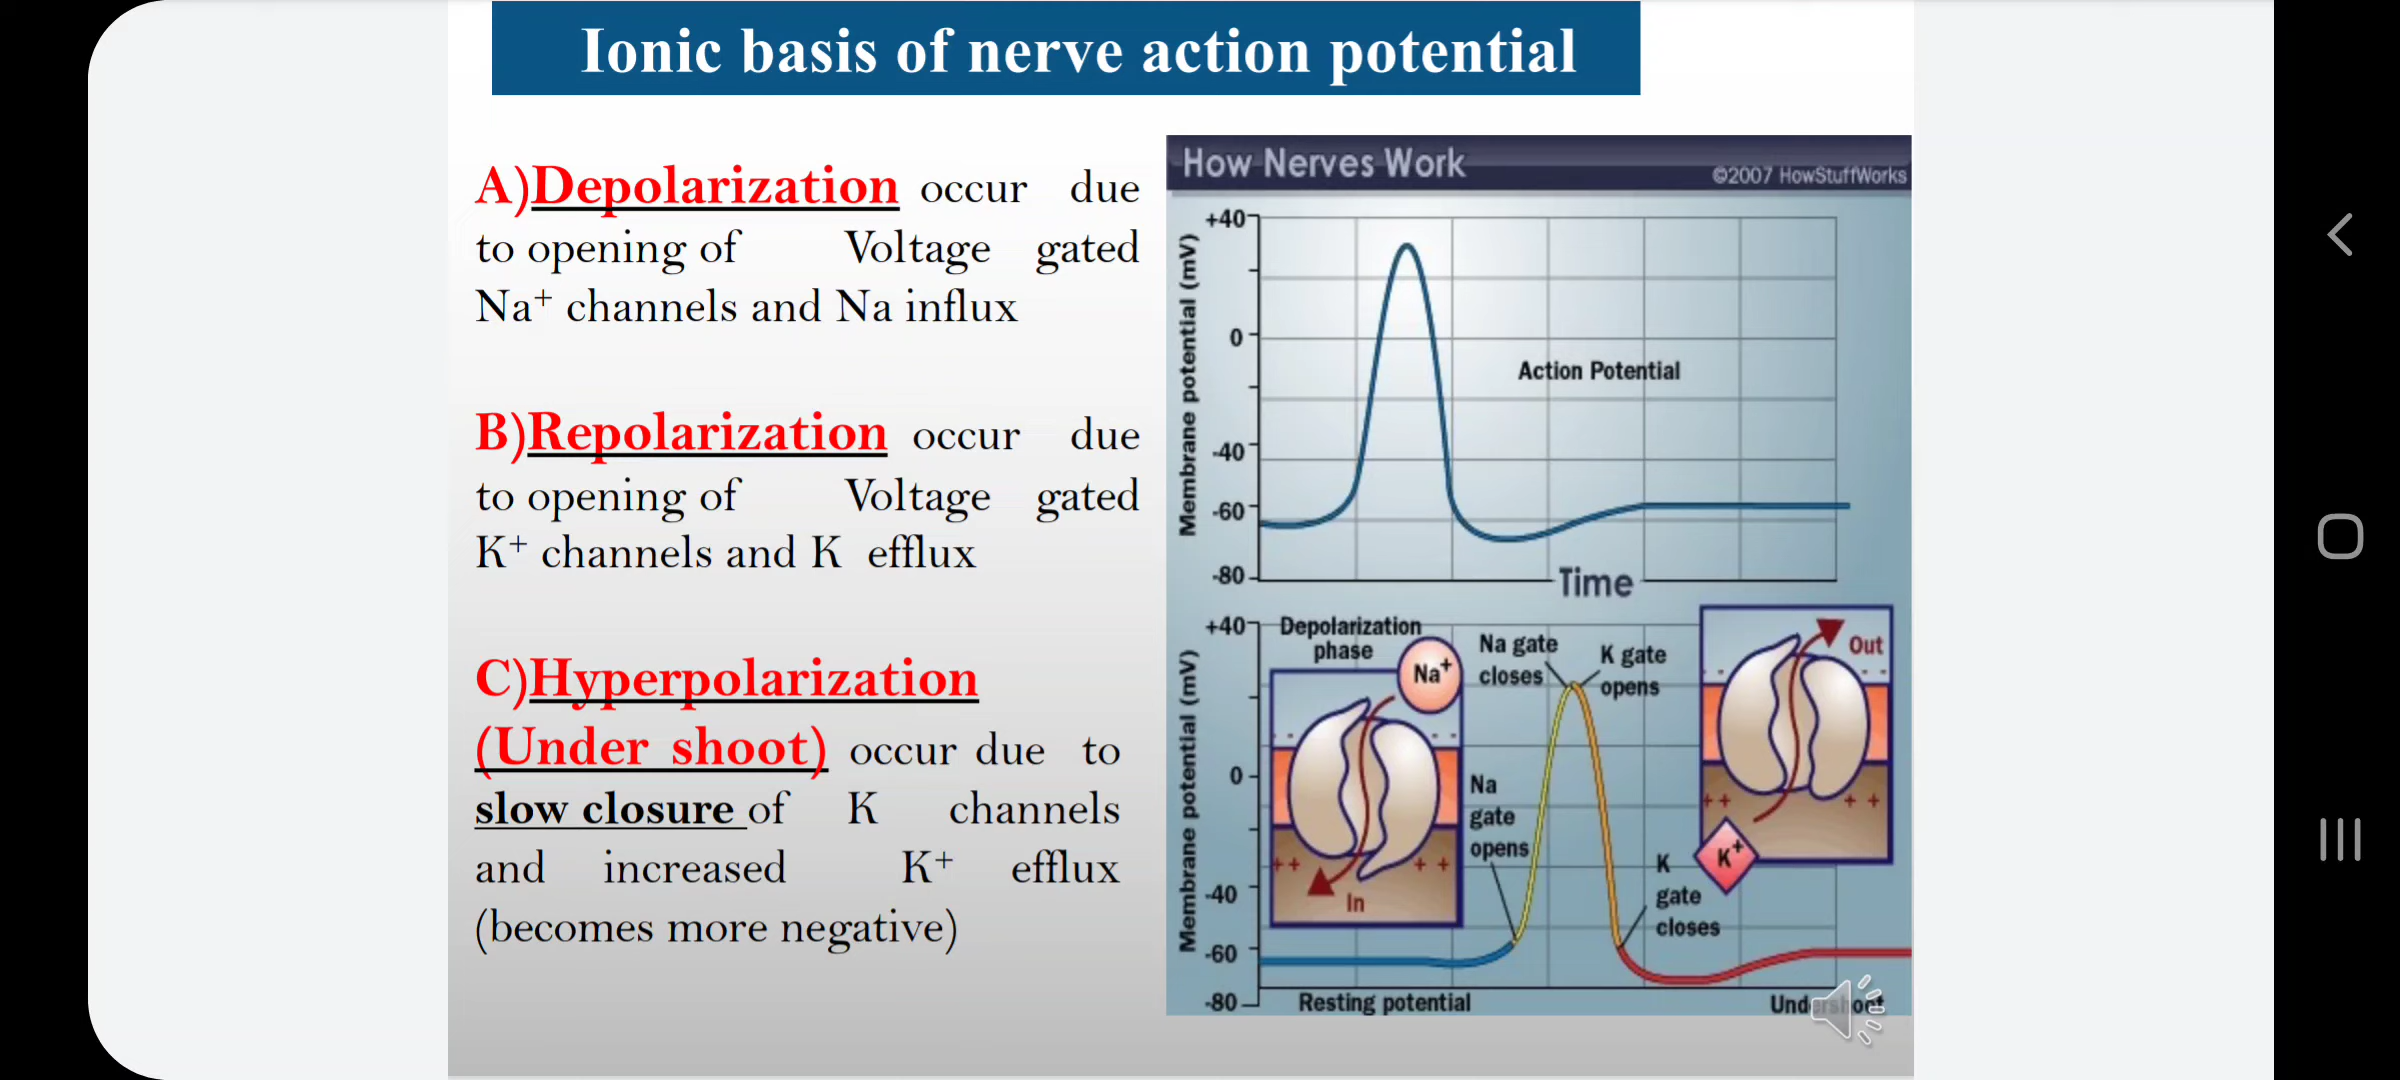 Ionic basis of nerve action potential
A)Depolarization occur due
to opening of Voltage gated
Na⁺ channels and Na influx
B)Repolarization occur due
to opening of Voltage gated
K⁺ channels and K efflux
C)Hyperpolarization
(Under shoot) occur due to
slow closure of K channels
and increased K⁺ efflux
(becomes more negative)
How Nerves Work
©2007 HowStuffWorks
Membrane potential (mV)
+40
0
-40
-60
-80
Action Potential
Time
Membrane potential (mV)
+40
0
-40
-60
-80
Depolarization
phase
Na⁺
In
Na gate
closes
K gate
opens
Na
gate
opens
K
gate
closes
Out
K⁺
- -
- -
+ +
+ +
- -
- -
+ +
+ +
Resting potential
Undershoot